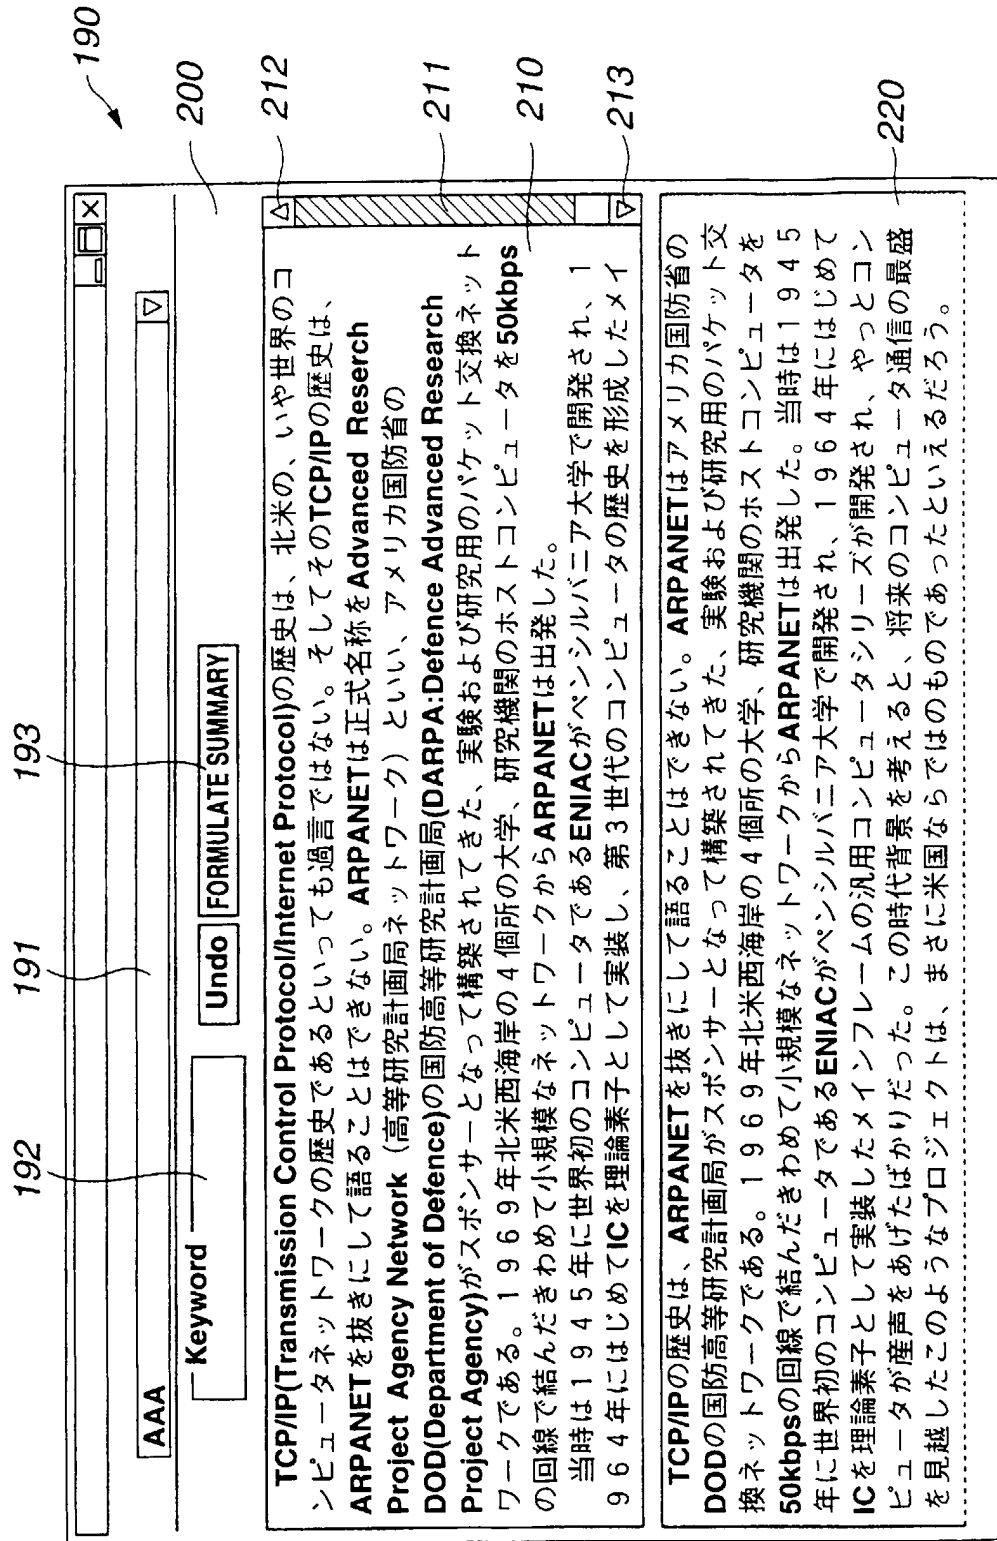 190
193
191
192
200
AAA
Keyword
Undo
FORMULATE SUMMARY
212
211
210
213
220
TCP/IP(Transmission Control Protocol/Internet Protocol)の歴史は、北米の、いや世界のコ
ンピュータネットワークの歴史であるといっても過言ではない。そしてそのTCP/IPの歴史は、
ARPANETを抜きにして語ることはできない。ARPANETは正式名称をAdvanced Reserch
Project Agency Network（高等研究計画局ネットワーク）といい、アメリカ国防省の
DOD(Department of Defence)の国防高等研究計画局(DARPA:Defence Advanced Research
Project Agency)がスポンサーとなって構築されてきた、実験および研究用のパケット交換ネット
ワークである。１９６９年北米西海岸の４個所の大学、研究機関のホストコンピュータを50kbps
の回線で結んだきわめて小規模なネットワークからARPANETは出発した。
当時は１９４５年に世界初のコンピュータであるENIACがペンシルバニア大学で開発され、１
９６４年にはじめてICを理論素子として実装し、第３世代のコンピュータの歴史を形成したメイ
TCP/IPの歴史は、ARPANETを抜きにして語ることはできない。ARPANETはアメリカ国防省の
DODの国防高等研究計画局がスポンサーとなって構築されてきた、実験および研究用のパケット交
換ネットワークである。１９６９年北米西海岸の４個所の大学、研究機関のホストコンピュータを
50kbpsの回線で結んだきわめて小規模なネットワークからARPANETは出発した。当時は１９４５
年に世界初のコンピュータであるENIACがペンシルバニア大学で開発され、１９６４年にはじめて
ICを理論素子として実装したメインフレームの汎用コンピュータシリーズが開発され、やっとコン
ピュータが産声をあげたばかりだった。この時代背景を考えると、将来のコンピュータ通信の最盛
を見越したこのようなプロジェクトは、まさに米国ならではのものであったといえるだろう。